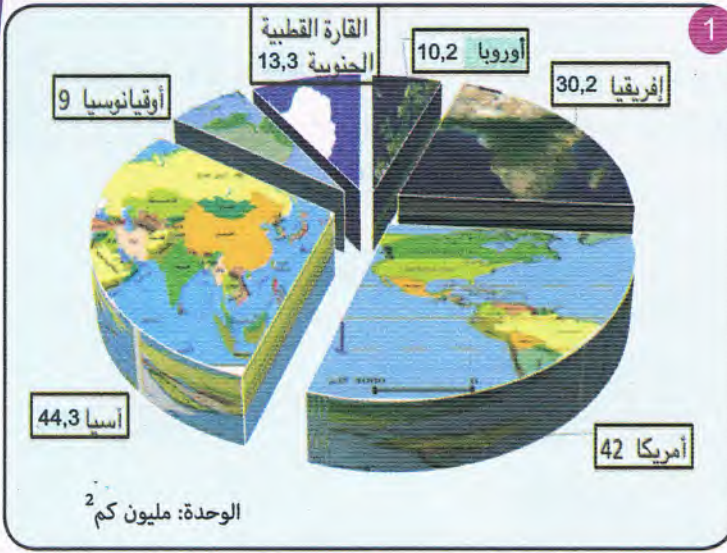 1
القارة القطبية
الجنوبية 13,3
أوروبا 10,2
إفريقيا 30,2
أوقيانوسيا 9
آسيا 44,3
أمريكا 42
الوحدة: مليون كم²